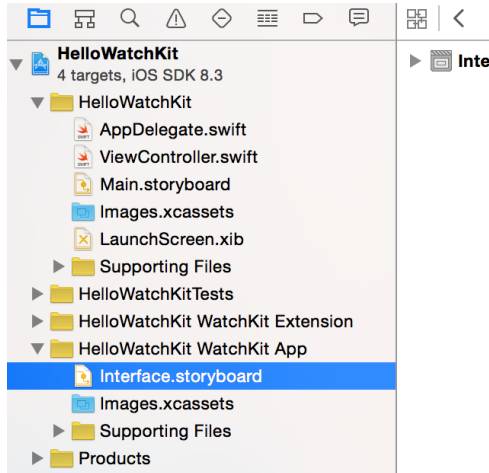 HelloWatchKit
4 targets, iOS SDK 8.3
Inte
HelloWatchKit
AppDelegate.swift
ViewController.swift
Main.storyboard
Images.xcassets
LaunchScreen.xib
Supporting Files
HelloWatchKitTests
HelloWatchKit WatchKit Extension
HelloWatchKit WatchKit App
Interface.storyboard
Images.xcassets
Supporting Files
Products